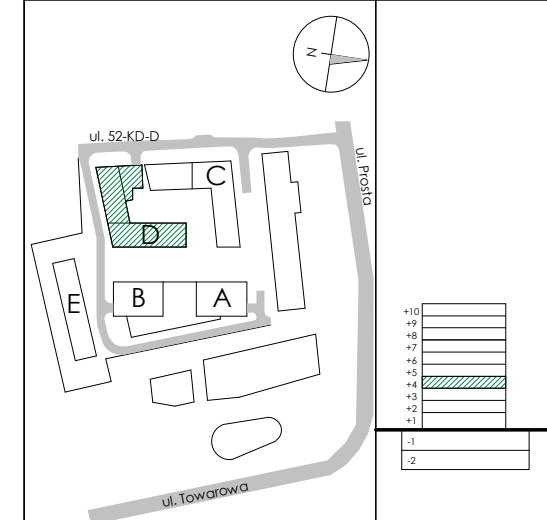 N
ul. 52-KD-D
ul. Prosta
C
D
E
B
A
ul. Towarowa
+10
+9
+8
+7
+6
+5
+4
+3
+2
+1
-1
-2